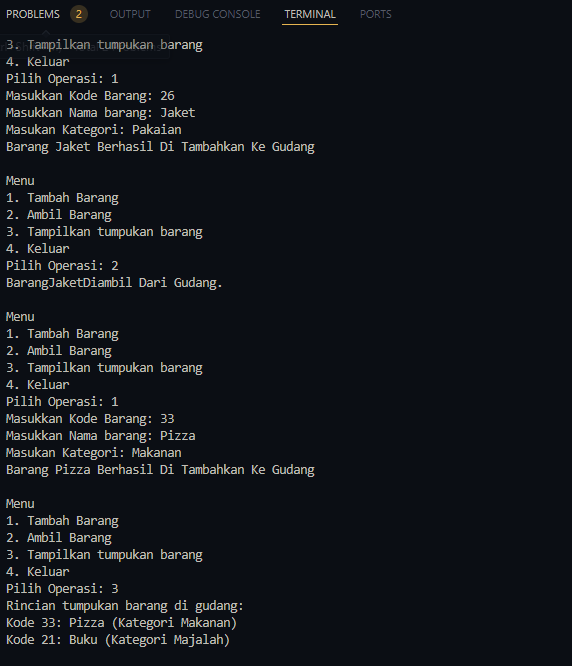 PROBLEMS 2 OUTPUT DEBUG CONSOLE TERMINAL PORTS
3. Tampilkan tumpukan barang
4. Keluar
Pilih Operasi: 1
Masukkan Kode Barang: 26
Masukkan Nama barang: Jaket
Masukan Kategori: Pakaian
Barang Jaket Berhasil Di Tambahkan Ke Gudang

Menu
1. Tambah Barang
2. Ambil Barang
3. Tampilkan tumpukan barang
4. Keluar
Pilih Operasi: 2
BarangJaketDiambil Dari Gudang.

Menu
1. Tambah Barang
2. Ambil Barang
3. Tampilkan tumpukan barang
4. Keluar
Pilih Operasi: 1
Masukkan Kode Barang: 33
Masukkan Nama barang: Pizza
Masukan Kategori: Makanan
Barang Pizza Berhasil Di Tambahkan Ke Gudang

Menu
1. Tambah Barang
2. Ambil Barang
3. Tampilkan tumpukan barang
4. Keluar
Pilih Operasi: 3
Rincian tumpukan barang di gudang:
Kode 33: Pizza (Kategori Makanan)
Kode 21: Buku (Kategori Majalah)